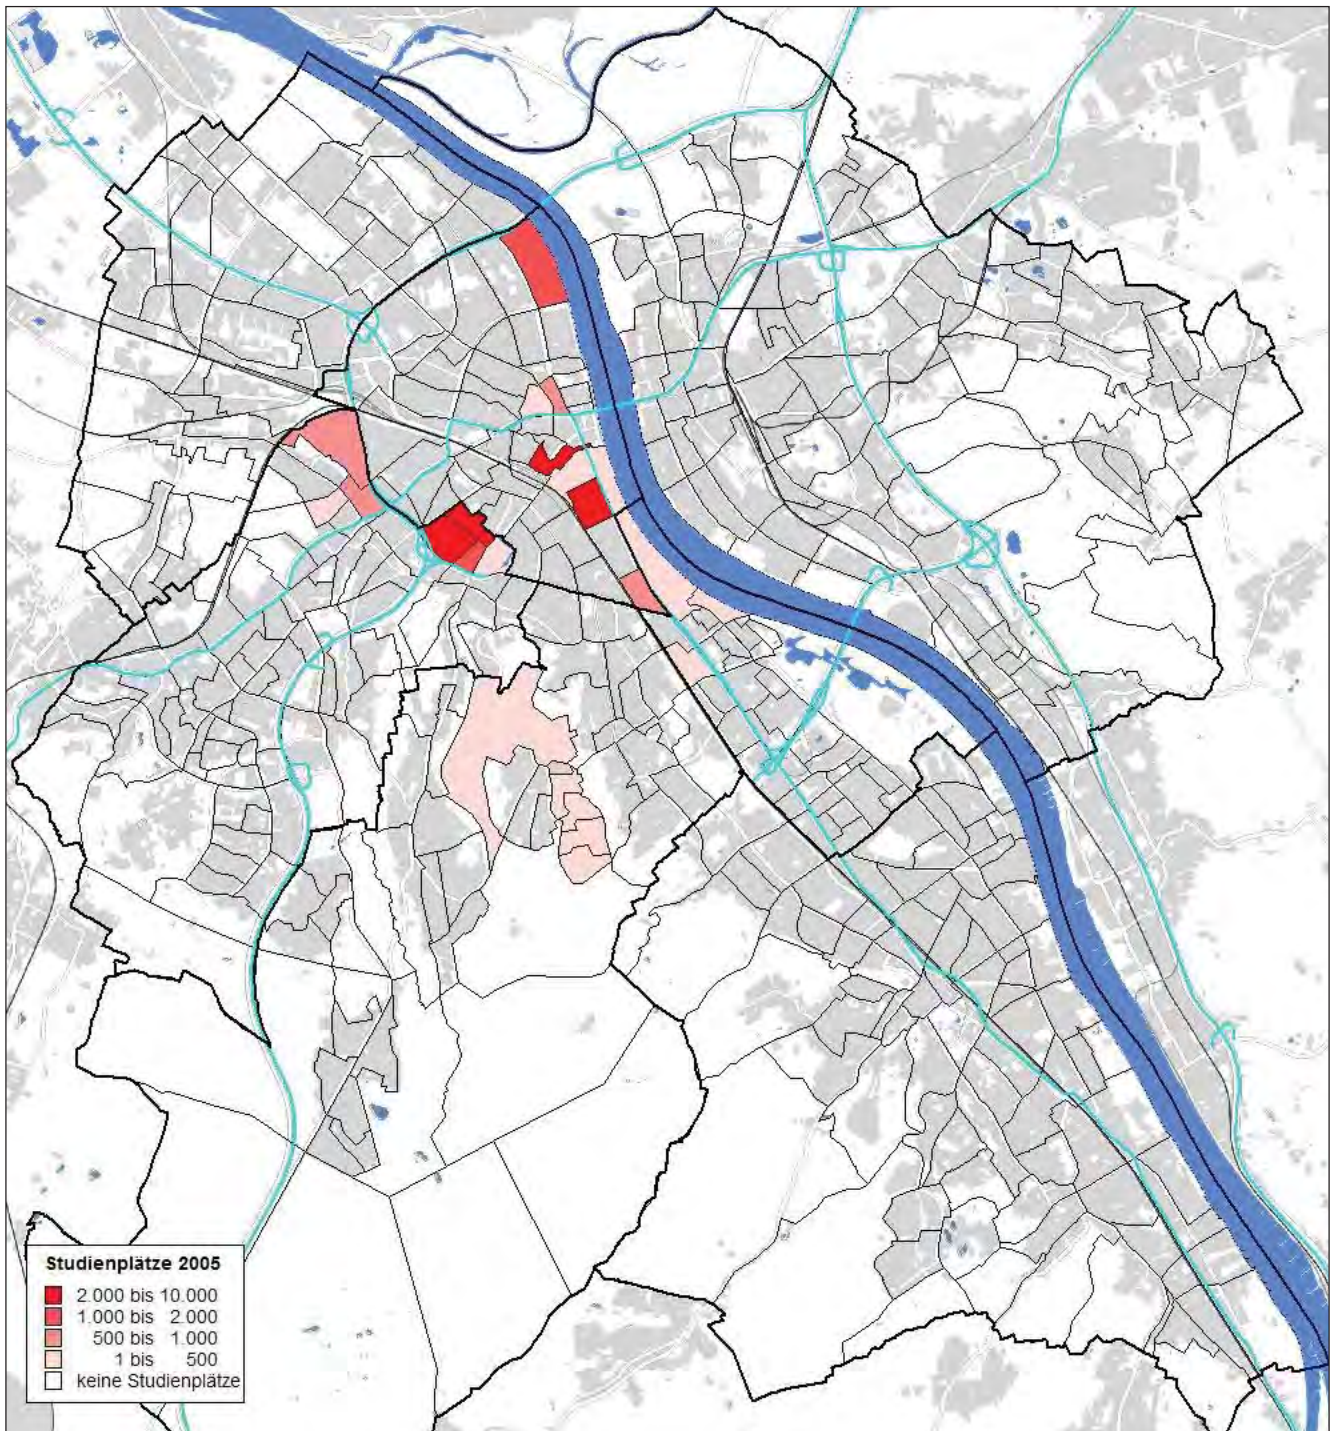 Studienplätze 2005
2.000 bis 10.000
1.000 bis 2.000
500 bis 1.000
1 bis 500
keine Studienplätze